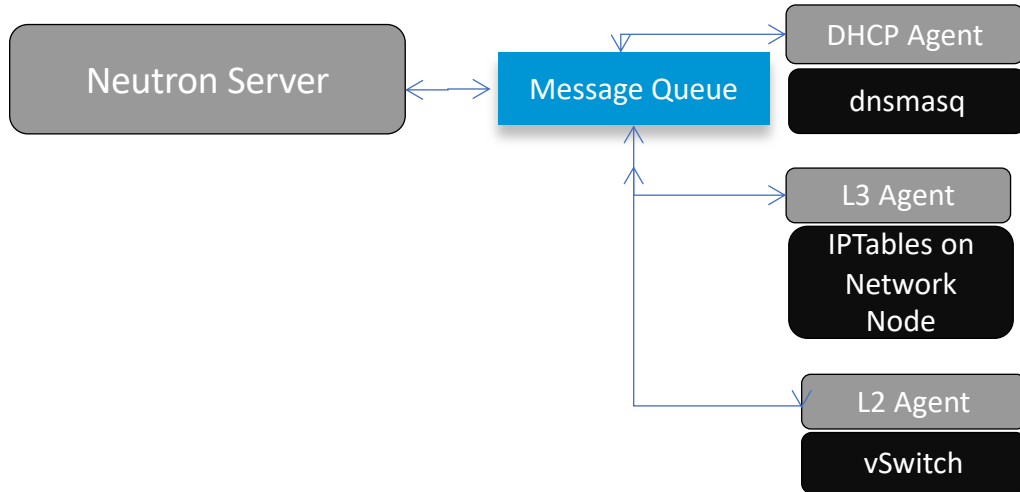 Neutron Server
Message Queue
DHCP Agent
dnsmasq
L3 Agent
IPTables on
Network
Node
L2 Agent
vSwitch